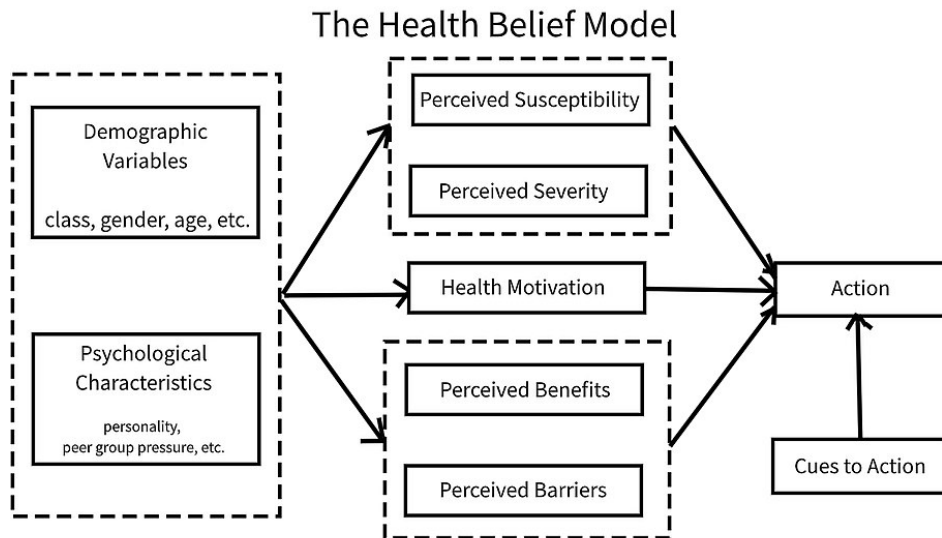 The Health Belief Model
Demographic
Variables
class, gender, age, etc.
Psychological
Characteristics
personality,
peer group pressure, etc.
Perceived Susceptibility
Perceived Severity
Health Motivation
Perceived Benefits
Perceived Barriers
Action
Cues to Action